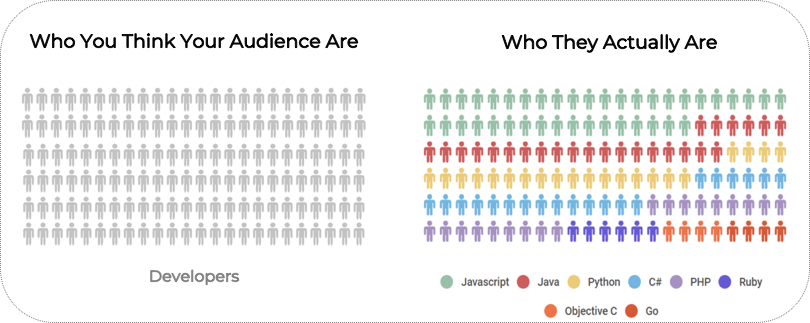 Who You Think Your Audience Are
Who They Actually Are
Developers
Javascript Java Python C# PHP Ruby
Objective C Go